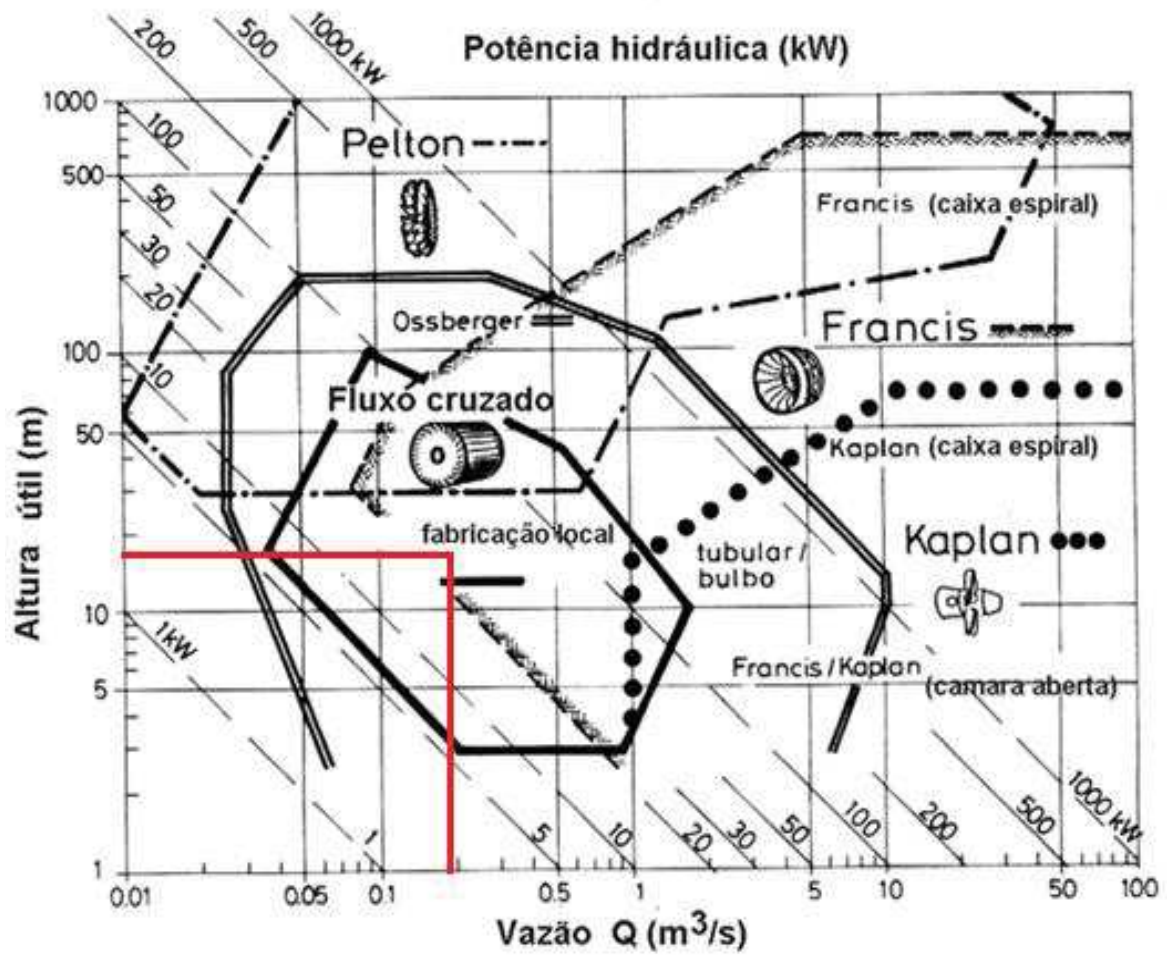 Potência hidráulica (kW)
200
500
1000 kW
1000
500
100
50
10
5
1
100
50
30
20
10
1kW
Pelton
Francis (caixa espiral)
Ossberger
Francis
Fluxo cruzado
Kaplan (caixa espiral)
fabricação local
tubular/
bulbo
Kaplan
Francis/Kaplan (camara aberta)
1
5
10
20
30
50
100
200
500
1000 kW
0.01
0.05
0.1
0.5
1
5
10
50
100
Altura útil (m)
Vazão Q (m³/s)